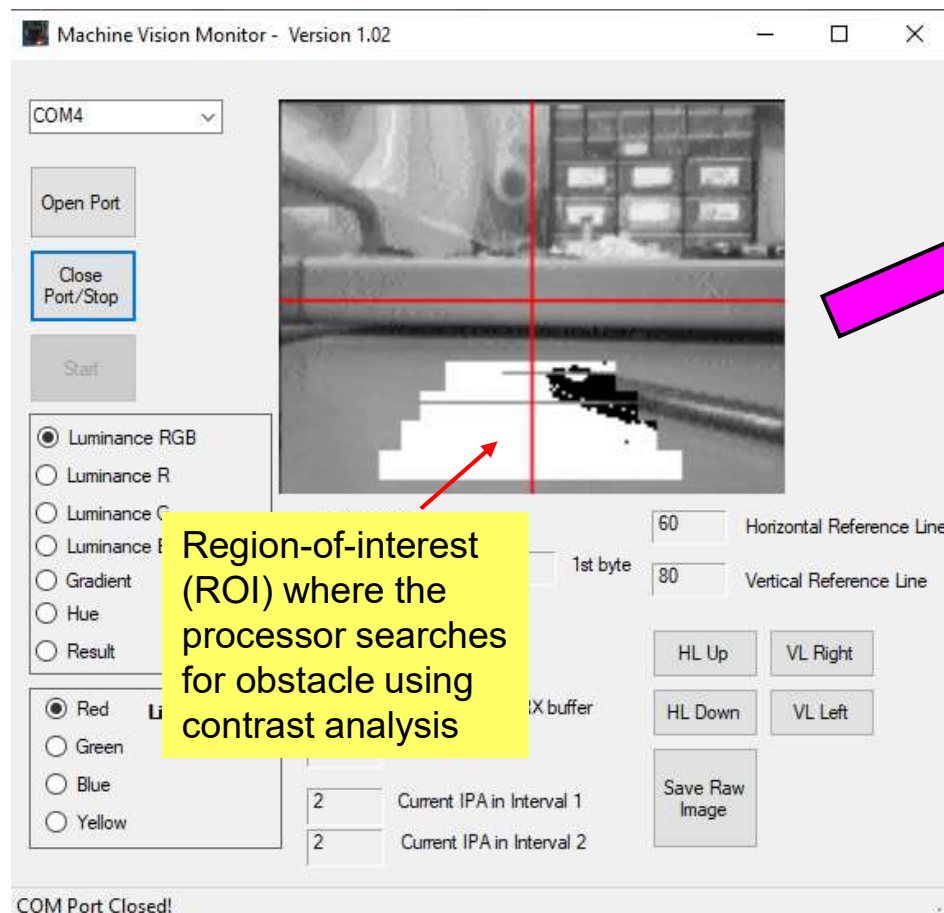 Machine Vision Monitor - Version 1.02
COM4
Open Port
Close
Port/Stop
Start
Luminance RGB
Luminance R
Luminance
Luminance
Gradient
Hue
Result
Region-of-interest
(ROI) where the
processor searches
for obstacle using
contrast analysis
1st byte
60 Horizontal Reference Line
80 Vertical Reference Line
HL Up VL Right
HL Down VL Left
Save Raw
Image
Red
Green
Blue
Yellow
buffer
2 Current IPA in Interval 1
2 Current IPA in Interval 2
COM Port Closed!